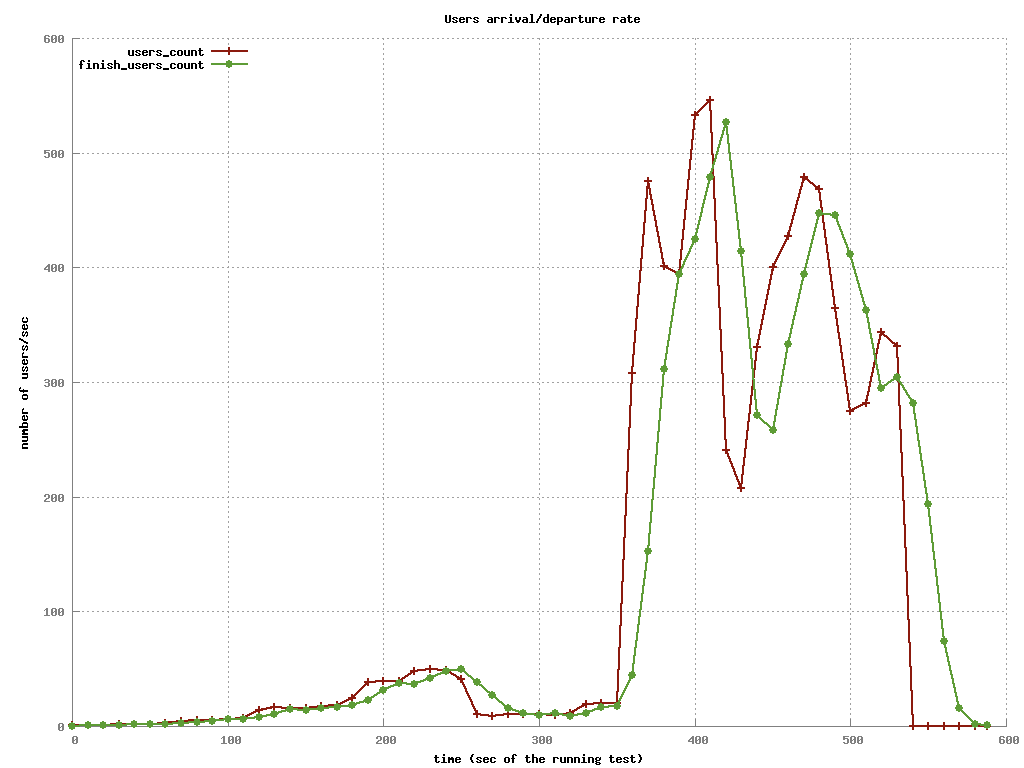 Users arrival/departure rate
users_count
finish_users_count
600
500
400
300
200
100
0
number of users/sec
0 100 200 300 400 500 600
time (sec of the running test)